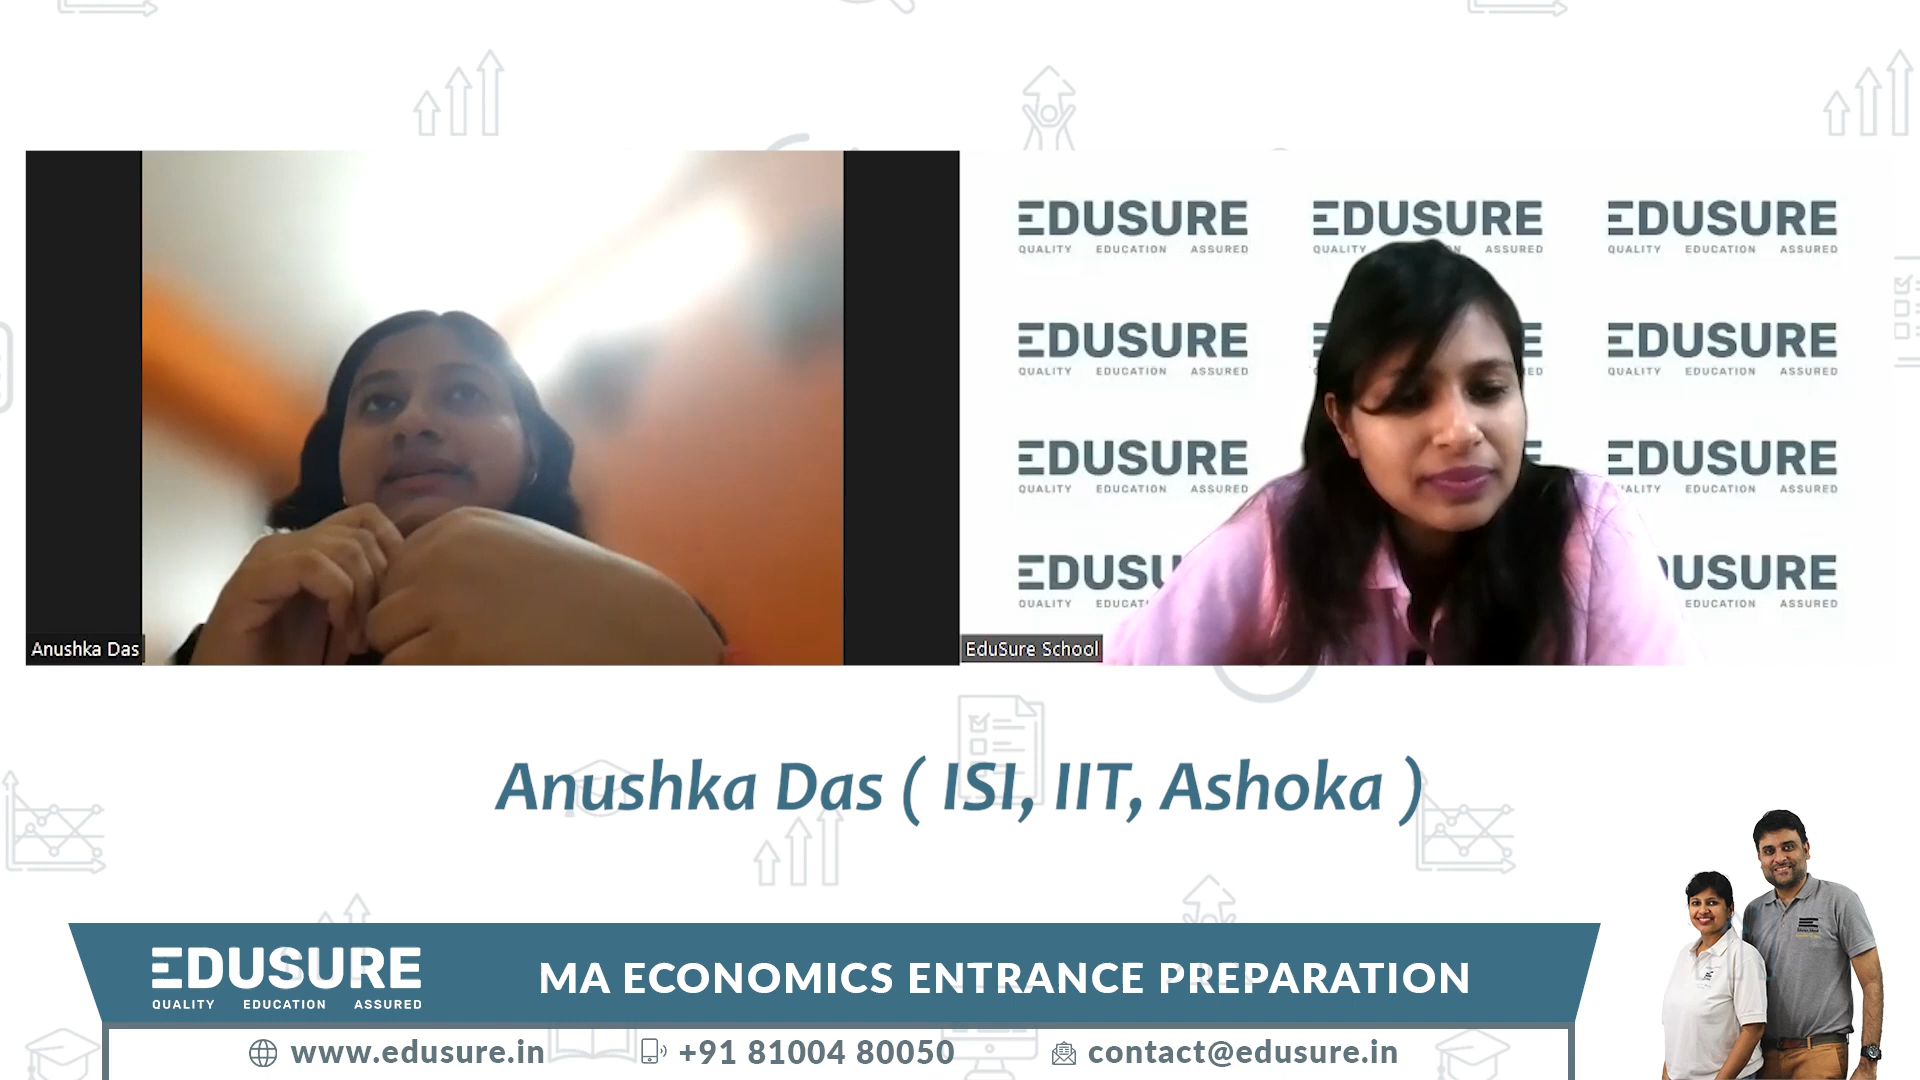 EDUSURE EDUSURE EDUSURE
QUALITY EDUCATION ASSURED QUALITY ASSURED QUALITY EDUCATION ASSURED
EDUSURE EDUSURE
QUALITY EDUCATION ASSURED QUALITY EDUCATION ASSURED
EDUSURE EDUSURE
QUALITY EDUCATION ASSURED EDUCATION ASSURED
QUALITY EDUCATION ASSURED
Anushka Das
EduSure School
Anushka Das ( ISI, IIT, Ashoka )
EDUSURE
QUALITY EDUCATION ASSURED
MA ECONOMICS ENTRANCE PREPARATION
www.edusure.in +91 81004 80050 contact@edusure.in